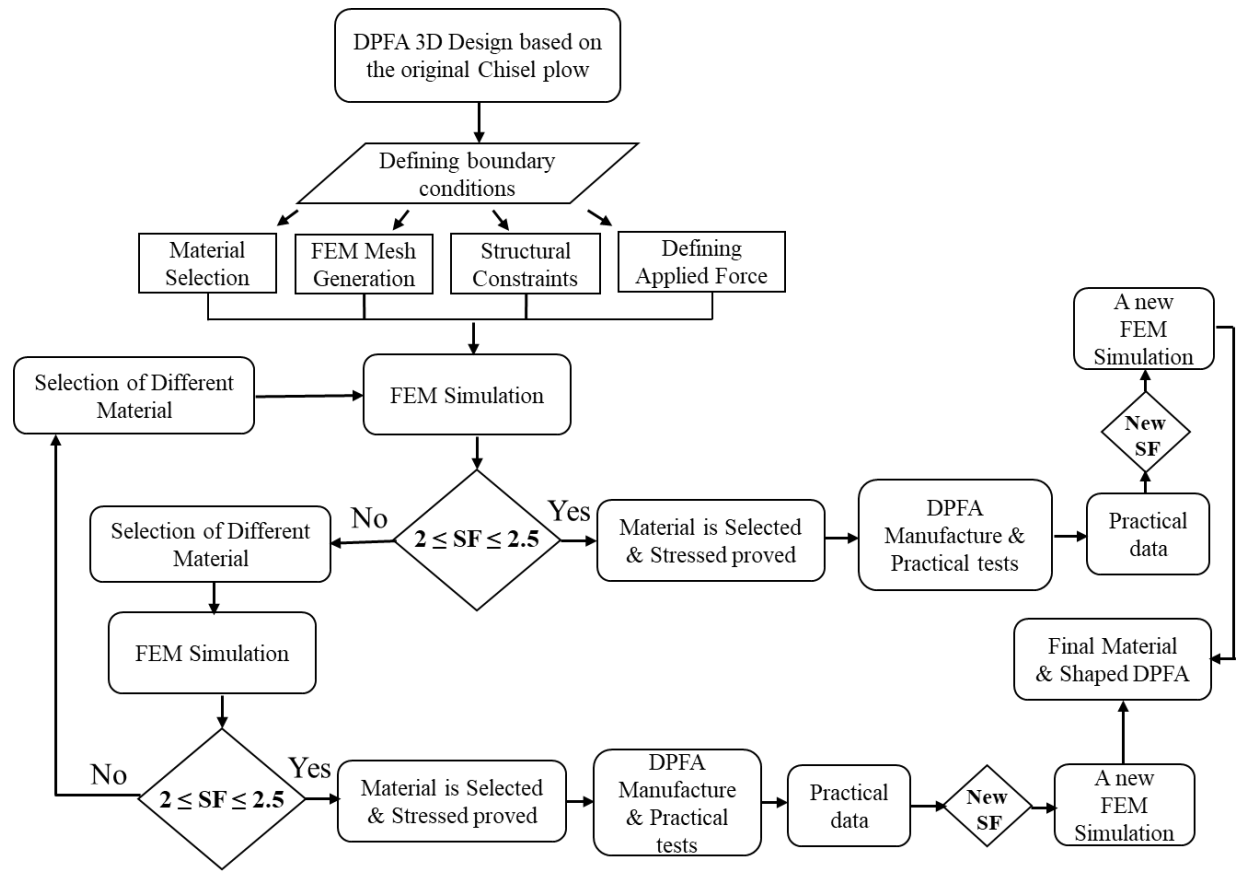 DPFA 3D Design based on
the original Chisel plow
Defining boundary
conditions
Material
Selection
FEM Mesh
Generation
Structural
Constraints
Defining
Applied Force
A new
FEM
Simulation
Selection of Different
Material
FEM Simulation
New
SF
No
Yes
2 ≤ SF ≤ 2.5
Selection of Different
Material
Material is Selected
& Stressed proved
DPFA
Manufacture &
Practical tests
Practical
data
FEM Simulation
Final Material
& Shaped DPFA
No
Yes
2 ≤ SF ≤ 2.5
Material is Selected
& Stressed proved
DPFA
Manufacture
& Practical
tests
Practical
data
New
SF
A new
FEM
Simulation